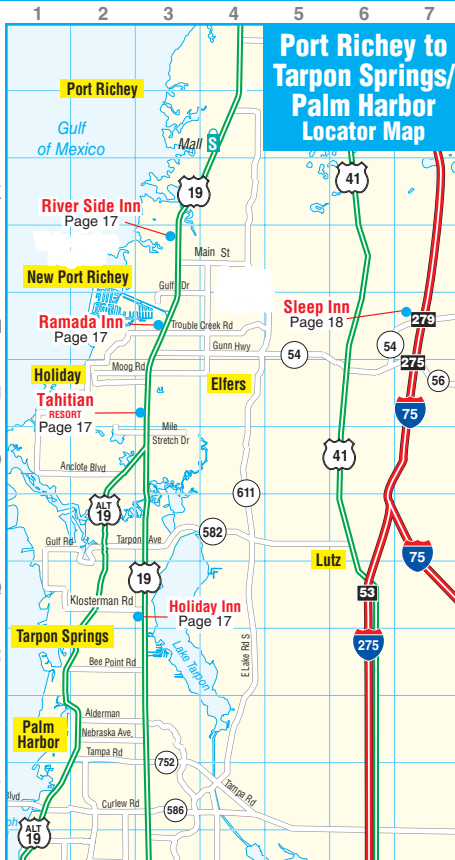 1 2 3 4 5 6 7
Port Richey to
Tarpon Springs/
Palm Harbor
Locator Map
Port Richey
Gulf
of Mexico
Mall S
19
41
River Side Inn
Page 17
Main St
New Port Richey
Gulf Dr
Sleep Inn
Page 18
279
Ramada Inn
Page 17
Trouble Creek Rd
Gunn Hwy
54
54
275
56
Moog Rd
Holiday
Elfers
Tahitian
RESORT
Page 17
75
Mile
Stretch Dr
41
Anclote Blvd
611
ALT
19
582
Gulf Rd
Tarpon Ave
Lutz
75
19
53
Klosterman Rd
Holiday Inn
Page 17
Tarpon Springs
275
E Lake Rd S
Lake Tarpon
Bee Point Rd
Alderman
Palm
Harbor
Nebraska Ave.
Tampa Rd
752
Tampa Rd
Blvd
Curlew Rd
586
ALT
19